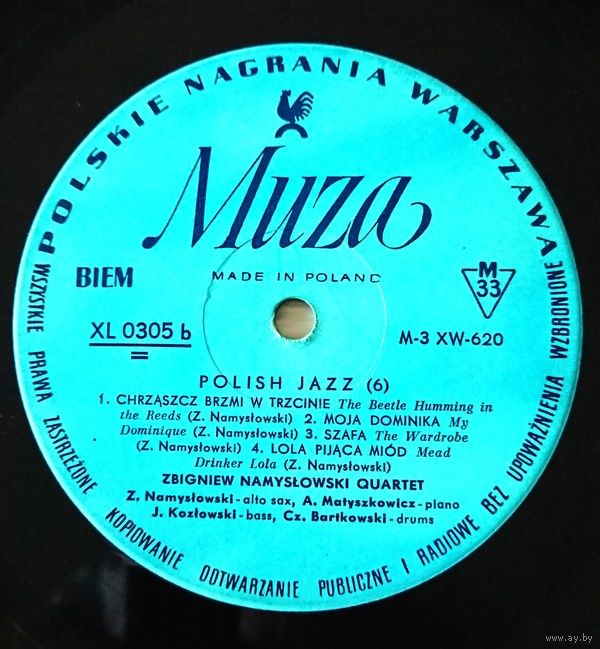 POLSKIE NAGRANIA WARSZAWA
Muza
MADE IN POLAND
BIEM
M
33
XL 0305 b
M-3 XW-620
POLISH JAZZ (6)
1. CHRZĄSZCZ BRZMI W TRZCINIE The Beetle Humming in
the Reeds (Z. Namysłowski) 2. MOJA DOMINIKA My
Dominique (Z. Namysłowski) 3. SZAFA The Wardrobe
(Z. Namysłowski) 4. LOLA PIJĄCA MIÓD Mead
Drinker Lola (Z. Namysłowski)
ZBIGNIEW NAMYSŁOWSKI QUARTET
Z. Namysłowski - alto sax, A. Matyszkowicz - piano
J. Kozłowski - bass, Cz. Bartkowski - drums
WSZYSTKIE PRAWA ZASTRZEŻONE KOPIOWANIE ODTWARZANIE PUBLICZNE I RADIOWE BEZ UPOWAŻNIENIA WZBRONIONE
www.ay.by